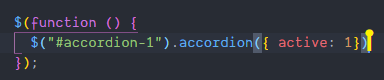 $(function () {
$("#accordion-1").accordion({ active: 1})
});